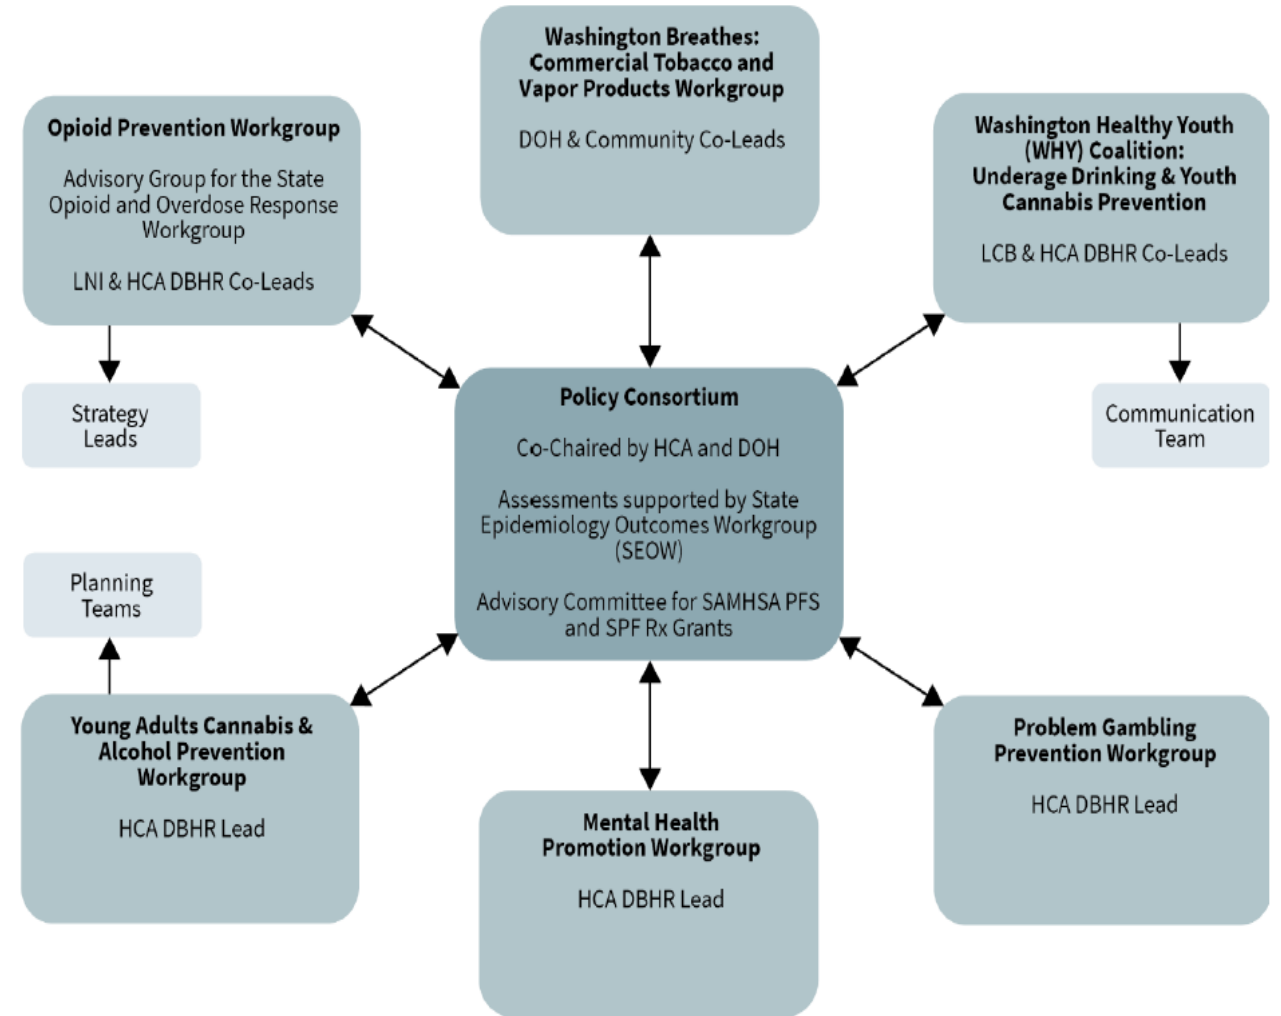 Washington Breathes:
Commercial Tobacco and
Vapor Products Workgroup
DOH & Community Co-Leads
Opioid Prevention Workgroup
Advisory Group for the State
Opioid and Overdose Response
Workgroup
LNI & HCA DBHR Co-Leads
Washington Healthy Youth
(WHY) Coalition:
Underage Drinking & Youth
Cannabis Prevention
LCB & HCA DBHR Co-Leads
Strategy
Leads
Communication
Team
Policy Consortium
Co-Chaired by HCA and DOH
Assessments supported by State
Epidemiology Outcomes Workgroup
(SEOW)
Advisory Committee for SAMHSA PFS
and SPF Rx Grants
Planning
Teams
Young Adults Cannabis &
Alcohol Prevention
Workgroup
HCA DBHR Lead
Mental Health
Promotion Workgroup
HCA DBHR Lead
Problem Gambling
Prevention Workgroup
HCA DBHR Lead